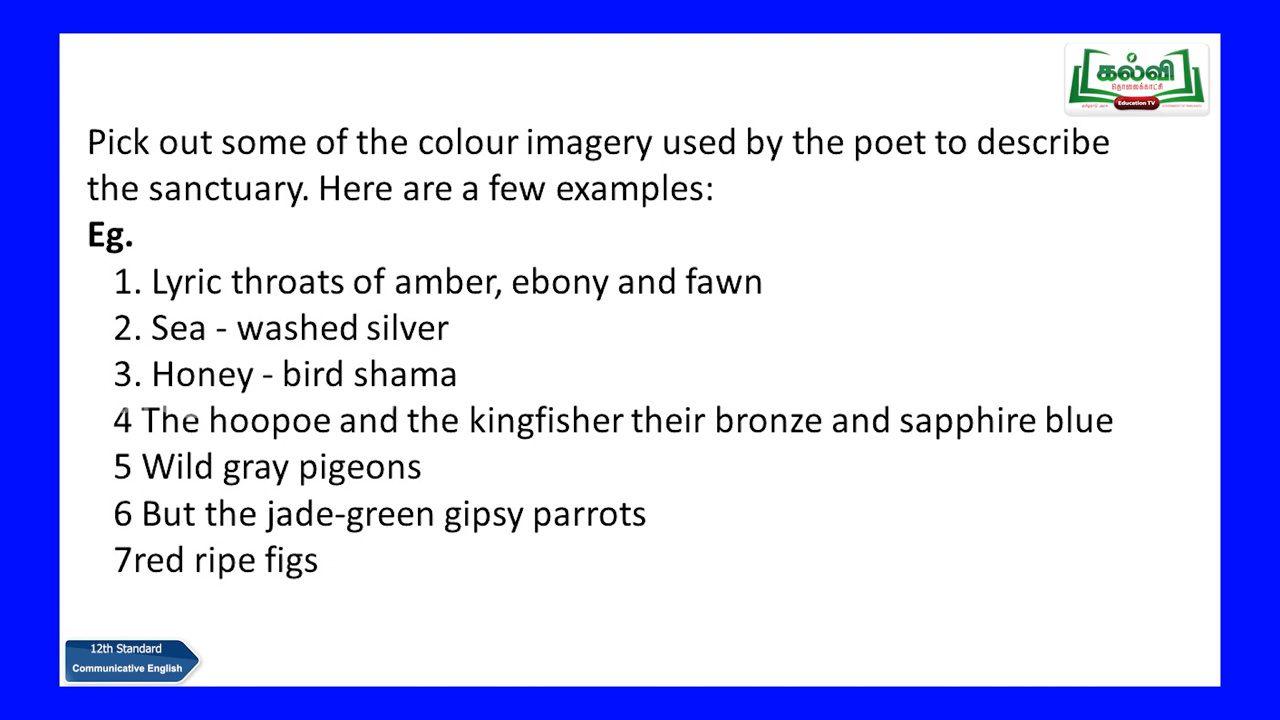 கல்வி
தொலைக்காட்சி
Education TV
Pick out some of the colour imagery used by the poet to describe
the sanctuary. Here are a few examples:
Eg.
1. Lyric throats of amber, ebony and fawn
2. Sea - washed silver
3. Honey - bird shama
4 The hoopoe and the kingfisher their bronze and sapphire blue
5 Wild gray pigeons
6 But the jade-green gipsy parrots
7red ripe figs
12th Standard
Communicative English